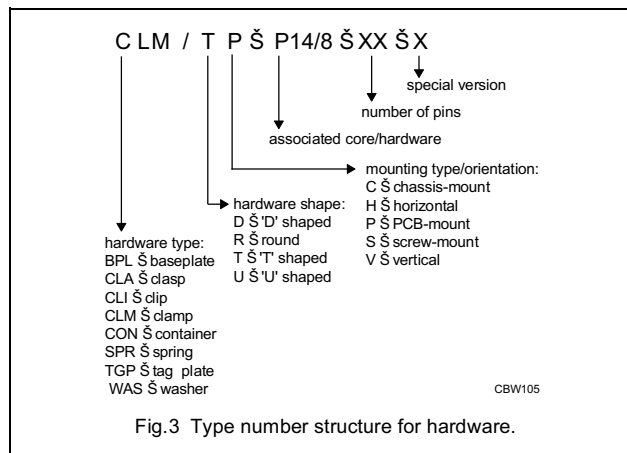 C LM / T P Š P14/8 Š XX Š X
special version
number of pins
associated core/hardware
mounting type/orientation:
C Š chassis-mount
H Š horizontal
P Š PCB-mount
S Š screw-mount
V Š vertical
hardware shape:
D Š 'D' shaped
R Š round
T Š 'T' shaped
U Š 'U' shaped
hardware type:
BPL Š baseplate
CLA Š clasp
CLI Š clip
CLM Š clamp
CON Š container
SPR Š spring
TGP Š tag plate
WAS Š washer
CBW105
Fig.3 Type number structure for hardware.